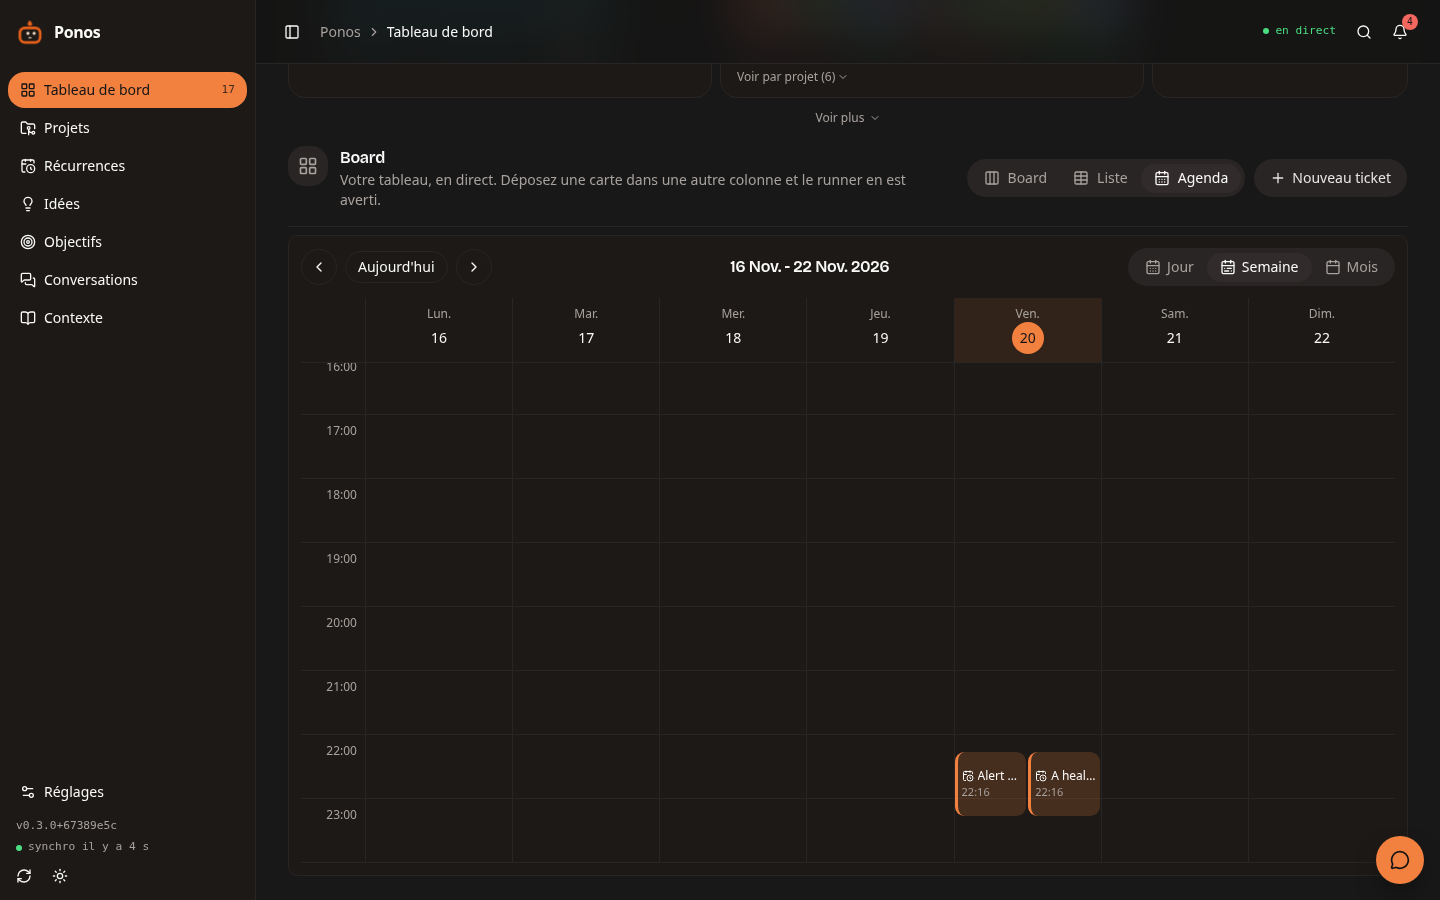 Ponos
Tableau de bord 17
Projets
Récurrences
Idées
Objectifs
Conversations
Contexte
Réglages
v0.3.0+67389e5c
synchro il y a 4 s
Ponos > Tableau de bord
en direct
4
Voir par projet (6)
Voir plus
Board
Votre tableau, en direct. Déposez une carte dans une autre colonne et le runner en est
averti.
Board Liste Agenda
Nouveau ticket
Aujourd'hui
16 Nov. - 22 Nov. 2026
Jour Semaine Mois
Lun. Mar. Mer. Jeu. Ven. Sam. Dim.
16 17 18 19 20 21 22
16:00
17:00
18:00
19:00
20:00
21:00
22:00
Alert ... A heal...
22:16 22:16
23:00